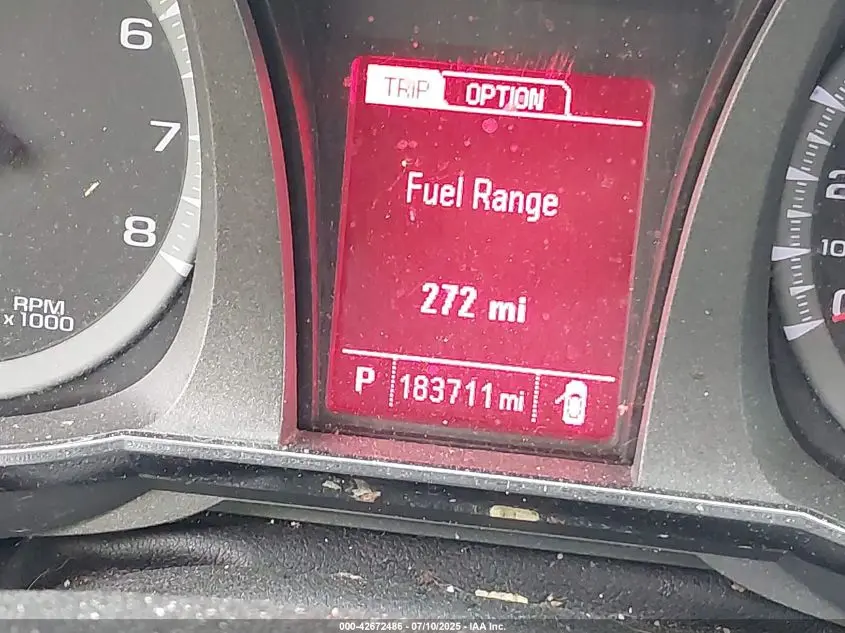 6
7
8
RPM
x 1000
TRIP OPTION
Fuel Range
272 mi
P 183711 mi
000-42672486 - 07/10/2025 - IAA Inc.